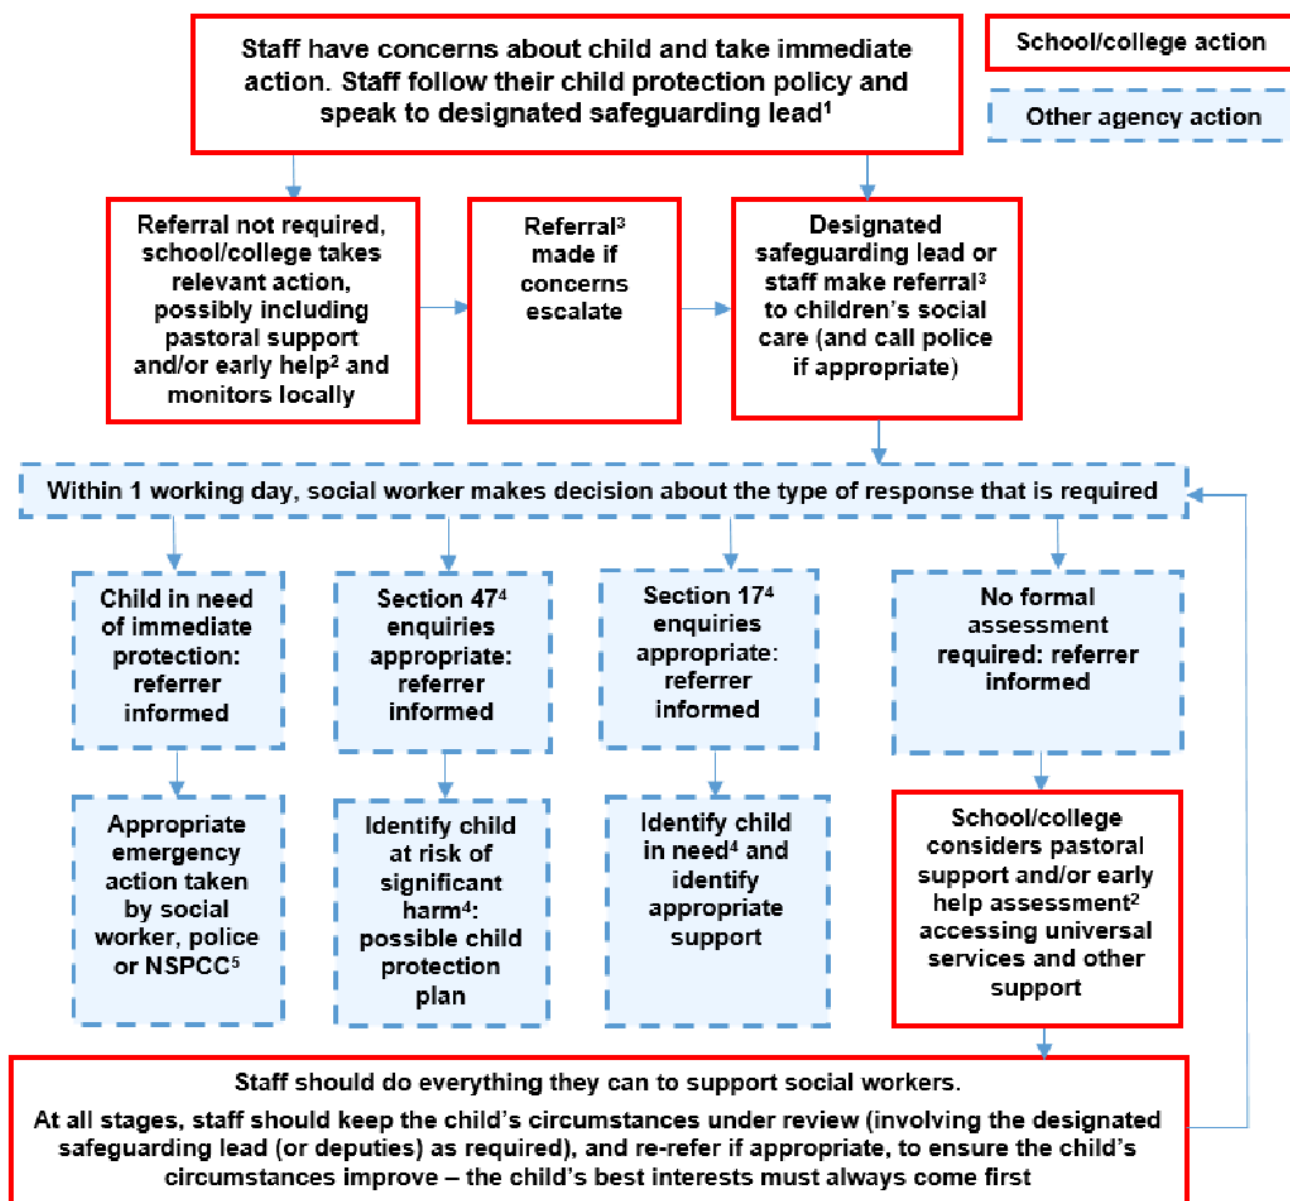 Staff have concerns about child and take immediate
action. Staff follow their child protection policy and
speak to designated safeguarding lead¹
School/college action
Other agency action
Referral not required,
school/college takes
relevant action,
possibly including
pastoral support
and/or early help² and
monitors locally
Referral³
made if
concerns
escalate
Designated
safeguarding lead or
staff make referral³
to children's social
care (and call police
if appropriate)
Within 1 working day, social worker makes decision about the type of response that is required
Child in need
of immediate
protection:
referrer
informed
Section 47⁴
enquiries
appropriate:
referrer
informed
Section 17⁴
enquiries
appropriate:
referrer
informed
No formal
assessment
required: referrer
informed
Appropriate
emergency
action taken
by social
worker, police
or NSPCC⁵
Identify child
at risk of
significant
harm⁴:
possible child
protection
plan
Identify child
in need⁴ and
identify
appropriate
support
School/college
considers pastoral
support and/or early
help assessment²
accessing universal
services and other
support
Staff should do everything they can to support social workers.
At all stages, staff should keep the child's circumstances under review (involving the designated
safeguarding lead (or deputies) as required), and re-refer if appropriate, to ensure the child's
circumstances improve – the child's best interests must always come first